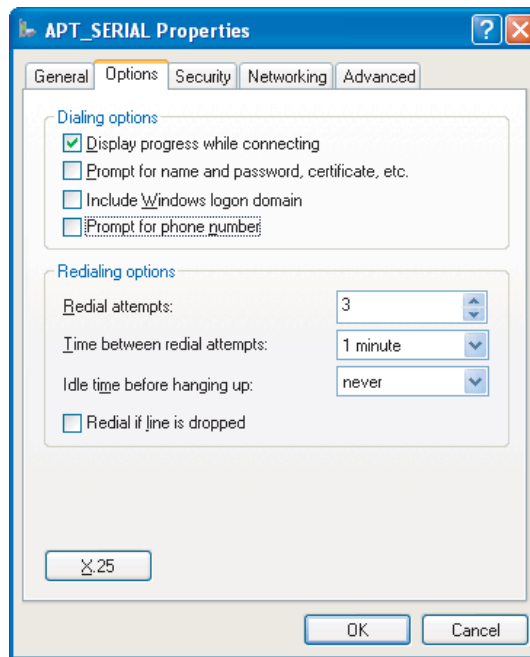 APT_SERIAL Properties
General Options Security Networking Advanced
Dialing options
Display progress while connecting
Prompt for name and password, certificate, etc.
Include Windows logon domain
Prompt for phone number
Redialing options
Redial attempts: 3
Time between redial attempts: 1 minute
Idle time before hanging up: never
Redial if line is dropped
X.25
OK Cancel